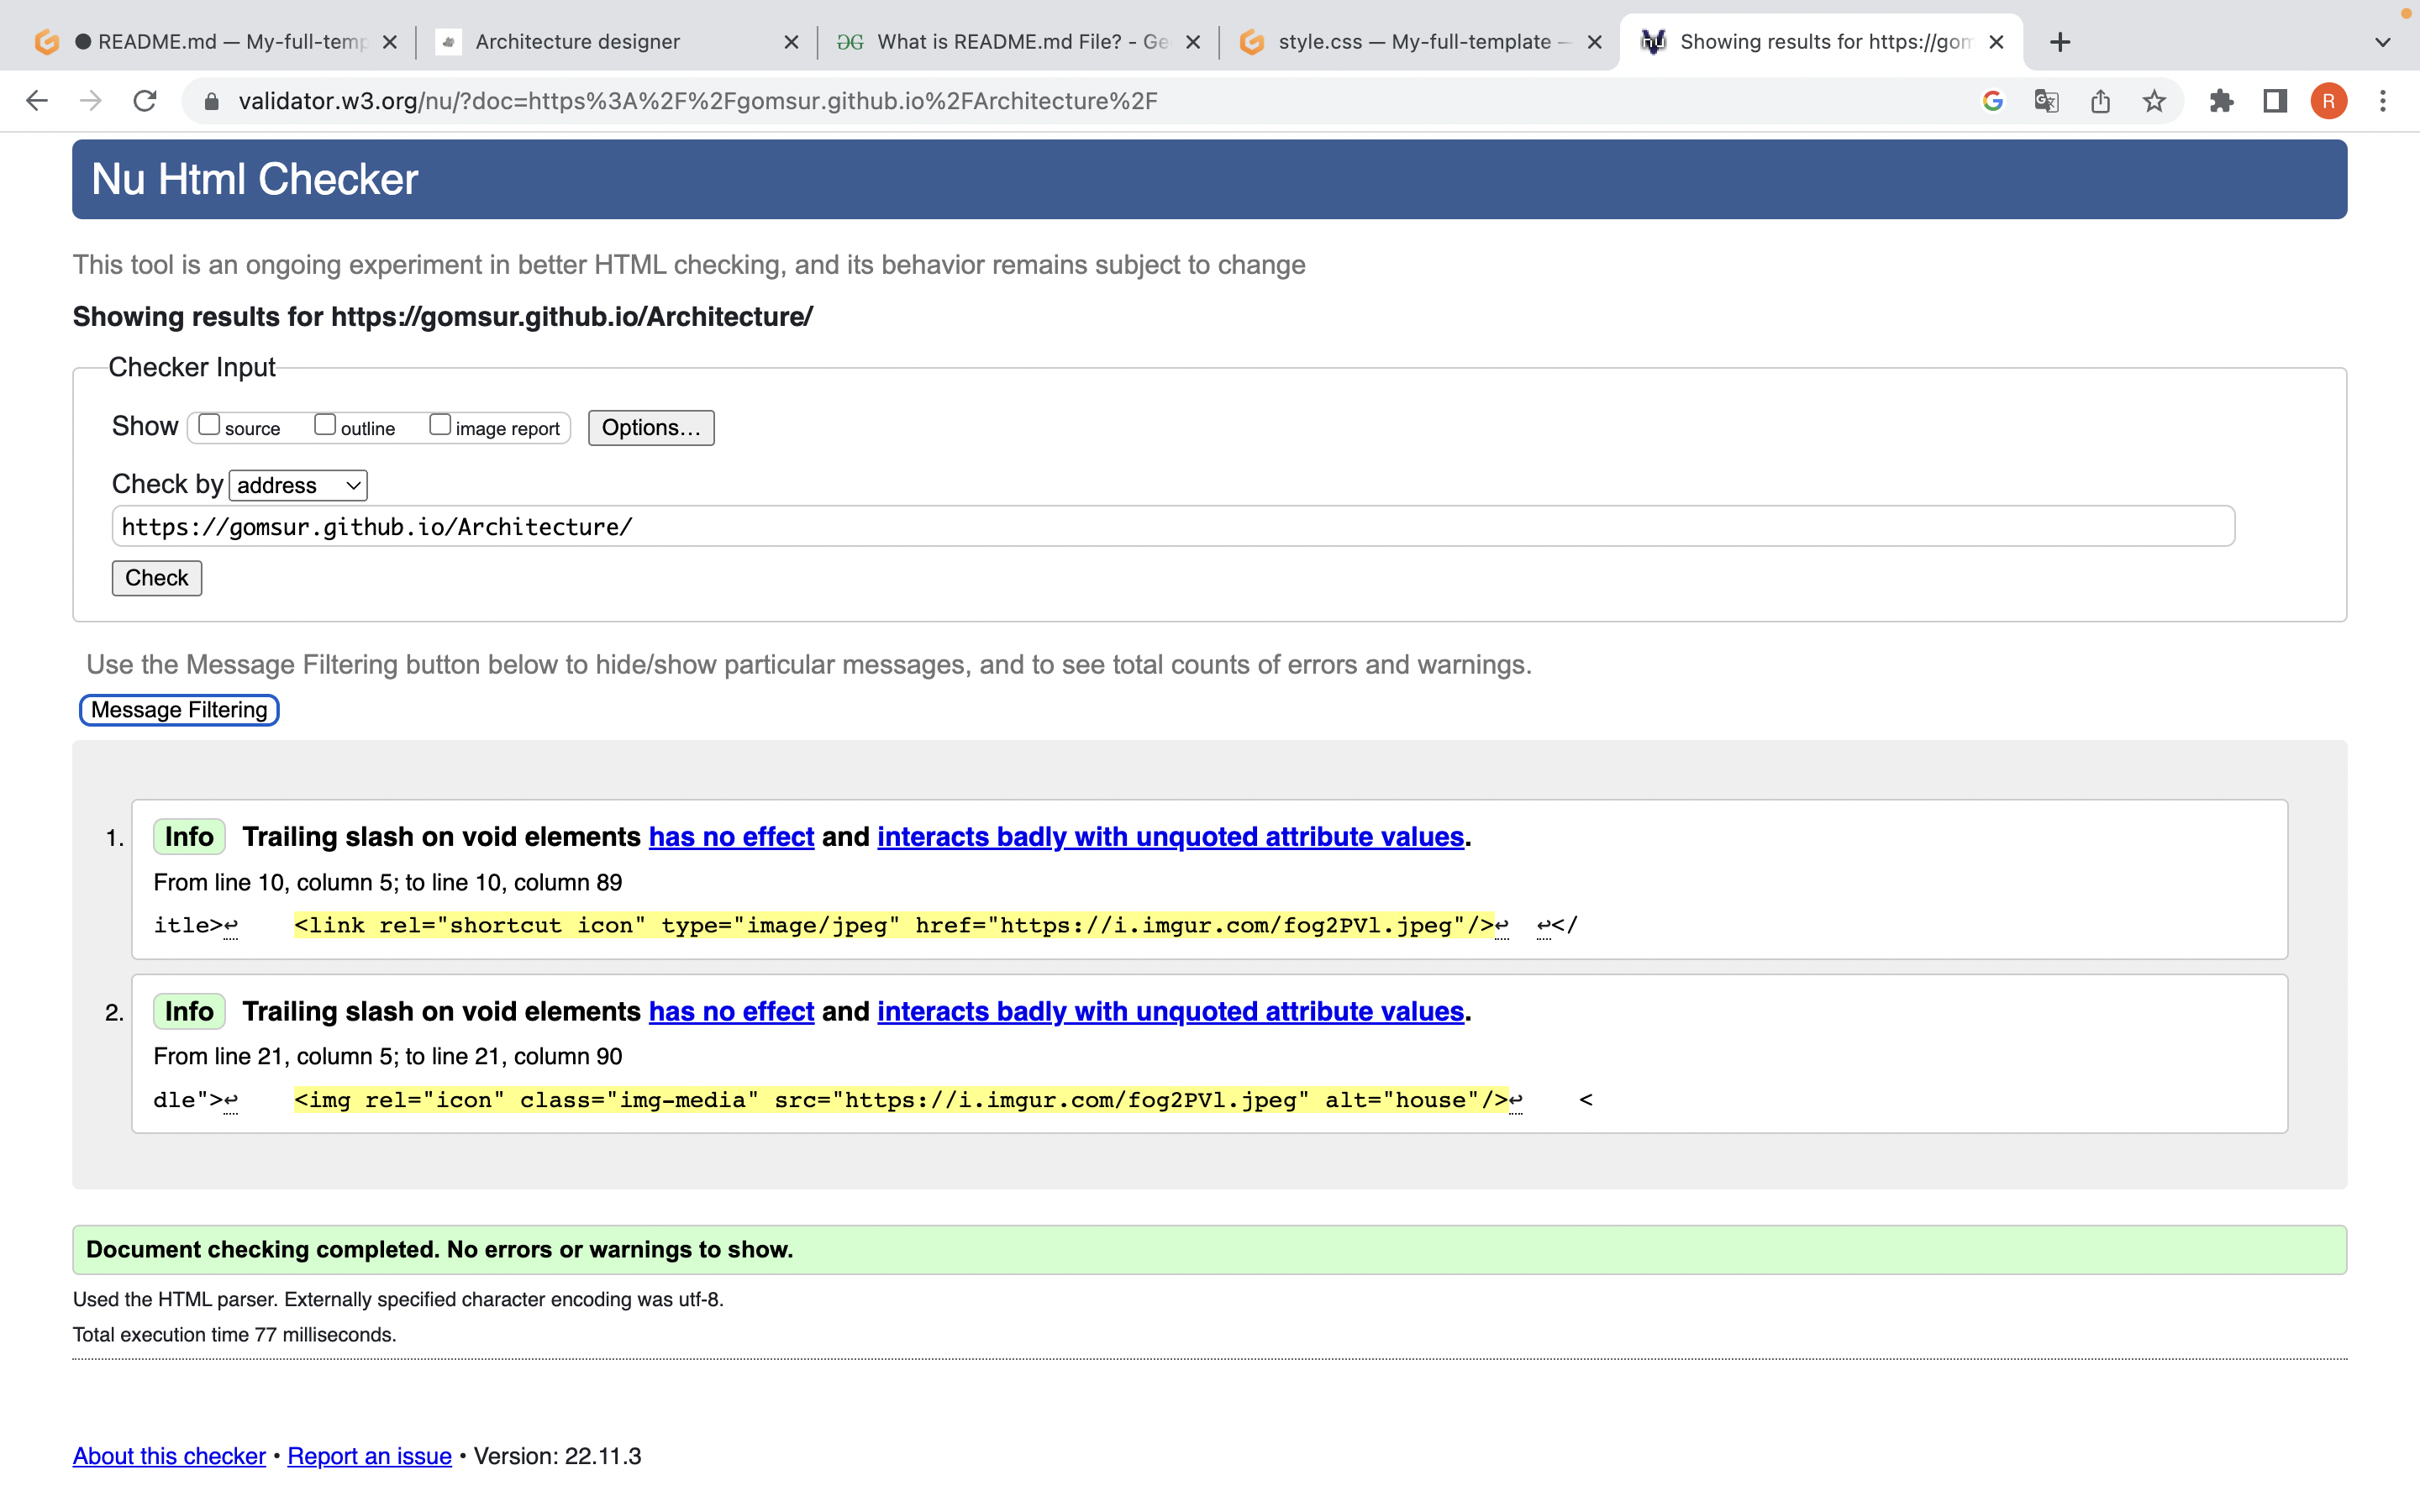 ● README.md — My-full-temp
Architecture designer
What is README.md File? - Ge
style.css — My-full-template —
Showing results for https://gom
validator.w3.org/nu/?doc=https%3A%2F%2Fgomsur.github.io%2FArchitecture%2F
R
Nu Html Checker
This tool is an ongoing experiment in better HTML checking, and its behavior remains subject to change
Showing results for https://gomsur.github.io/Architecture/
Checker Input
Show source outline image report Options…
Check by address
https://gomsur.github.io/Architecture/
Check
Use the Message Filtering button below to hide/show particular messages, and to see total counts of errors and warnings.
Message Filtering
1. Info Trailing slash on void elements has no effect and interacts badly with unquoted attribute values.
From line 10, column 5; to line 10, column 89
itle>↩ <link rel="shortcut icon" type="image/jpeg" href="https://i.imgur.com/fog2PVl.jpeg"/>↩ ↩</
2. Info Trailing slash on void elements has no effect and interacts badly with unquoted attribute values.
From line 21, column 5; to line 21, column 90
dle">↩ <img rel="icon" class="img-media" src="https://i.imgur.com/fog2PVl.jpeg" alt="house"/>↩ <
Document checking completed. No errors or warnings to show.
Used the HTML parser. Externally specified character encoding was utf-8.
Total execution time 77 milliseconds.
About this checker • Report an issue • Version: 22.11.3